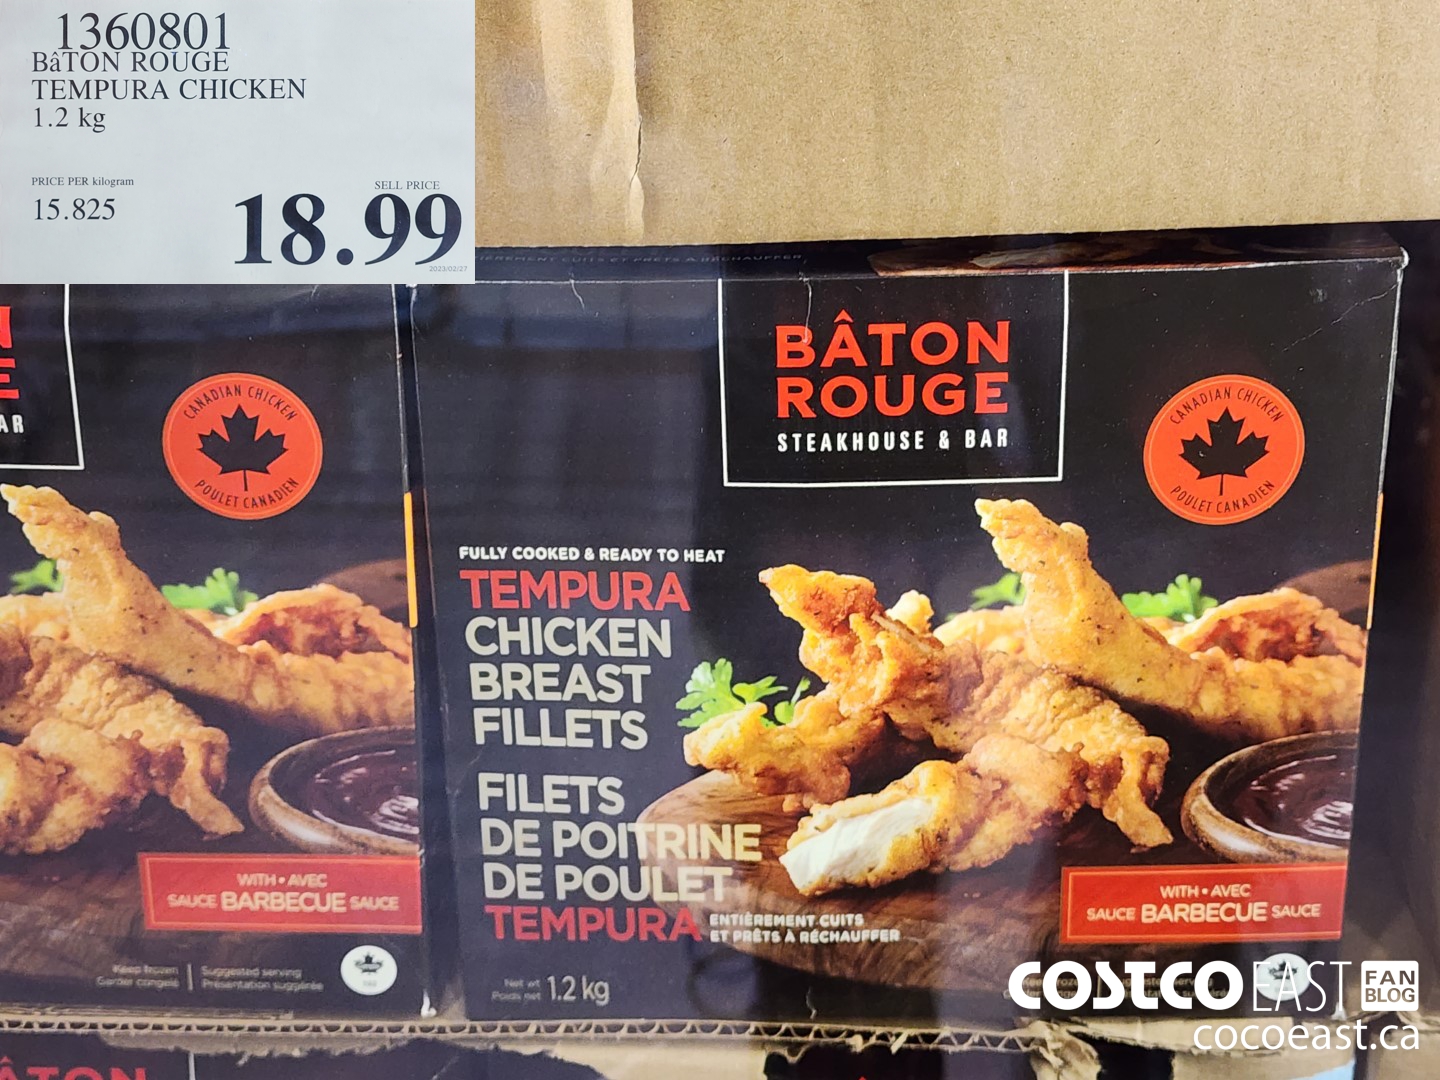 1360801
BâTON ROUGE
TEMPURA CHICKEN
1.2 kg
PRICE PER kilogram
15.825
SELL PRICE
18.99
2023/02/27
AR
CANADIAN CHICKEN
POULET CANADIEN
WITH • AVEC
SAUCE BARBECUE SAUCE
Keep frozen
Garder congelé
Suggested serving
Présentation suggérée
BÂTON
ROUGE
STEAKHOUSE & BAR
CANADIAN CHICKEN
POULET CANADIEN
FULLY COOKED & READY TO HEAT
TEMPURA
CHICKEN
BREAST
FILLETS
FILETS
DE POITRINE
DE POULET
TEMPURA
ENTIÈREMENT CUITS
ET PRÊTS À RÉCHAUFFER
WITH • AVEC
SAUCE BARBECUE SAUCE
Net wt
Poids net
1.2 kg
COSTCO EAST FAN BLOG
cocoeast.ca